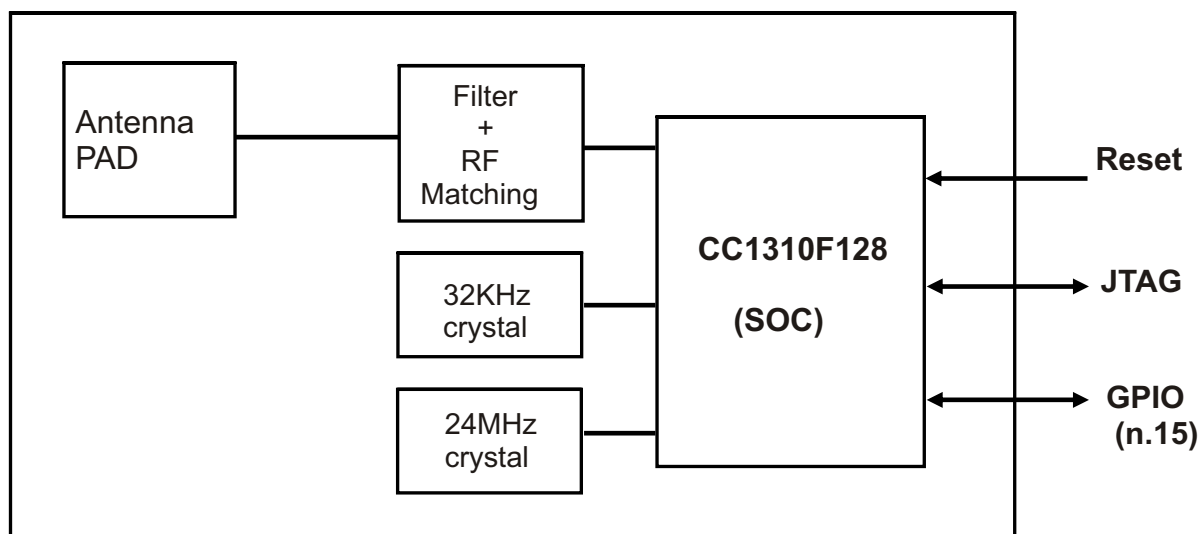 Antenna
PAD
Filter
+
RF
Matching
32KHz
crystal
24MHz
crystal
CC1310F128
(SOC)
Reset
JTAG
GPIO
(n.15)